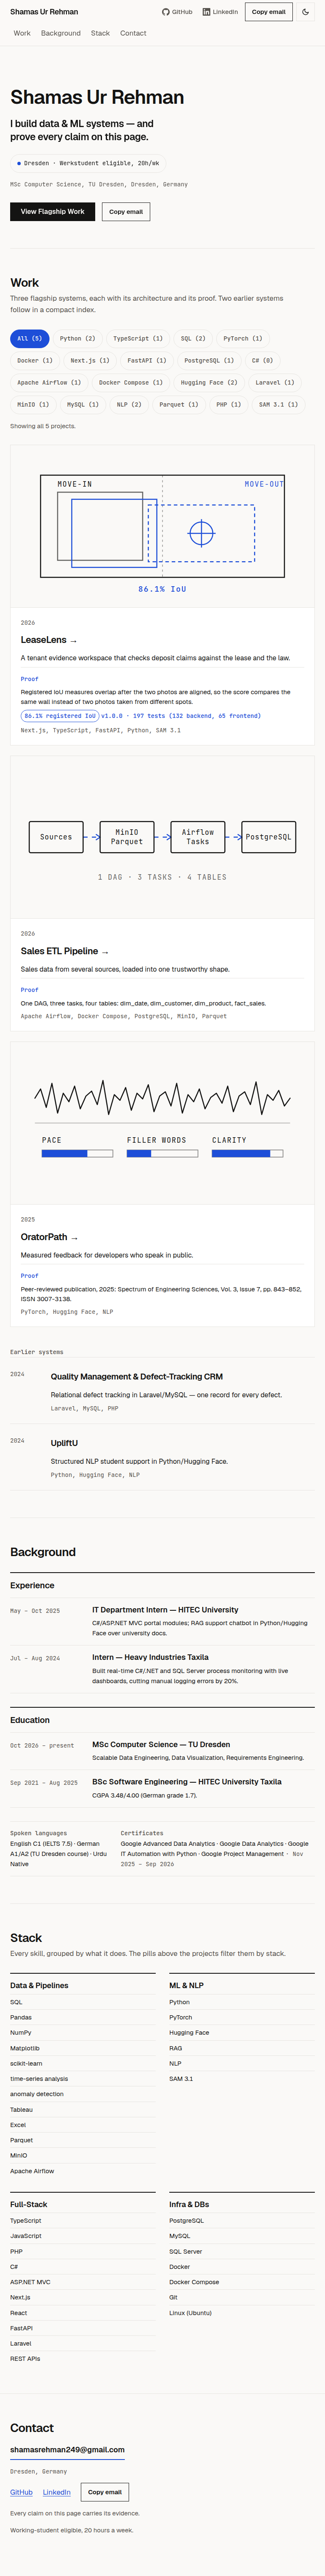 Shamas Ur Rehman
GitHub LinkedIn Copy email
Work Background Stack Contact
Shamas Ur Rehman
I build data & ML systems — and
prove every claim on this page.
Dresden · Werkstudent eligible, 20h/wk
MSc Computer Science, TU Dresden, Dresden, Germany
View Flagship Work Copy email
Work
Three flagship systems, each with its architecture and its proof. Two earlier systems
follow in a compact index.
All (5) Python (2) TypeScript (1) SQL (2) PyTorch (1)
Docker (1) Next.js (1) FastAPI (1) PostgreSQL (1) C# (0)
Apache Airflow (1) Docker Compose (1) Hugging Face (2) Laravel (1)
MinIO (1) MySQL (1) NLP (2) Parquet (1) PHP (1) SAM 3.1 (1)
Showing all 5 projects.
MOVE-IN MOVE-OUT
86.1% IoU
2026
LeaseLens →
A tenant evidence workspace that checks deposit claims against the lease and the law.
Proof
Registered IoU measures overlap after the two photos are aligned, so the score compares the
same wall instead of two photos taken from different spots.
86.1% registered IoU v1.0.0 · 197 tests (132 backend, 65 frontend)
Next.js, TypeScript, FastAPI, Python, SAM 3.1
Sources MinIO Parquet Airflow Tasks PostgreSQL
1 DAG · 3 TASKS · 4 TABLES
2026
Sales ETL Pipeline →
Sales data from several sources, loaded into one trustworthy shape.
Proof
One DAG, three tasks, four tables: dim_date, dim_customer, dim_product, fact_sales.
Apache Airflow, Docker Compose, PostgreSQL, MinIO, Parquet
PACE FILLER WORDS CLARITY
2025
OratorPath →
Measured feedback for developers who speak in public.
Proof
Peer-reviewed publication, 2025: Spectrum of Engineering Sciences, Vol. 3, Issue 7, pp. 843–852,
ISSN 3007-3138.
PyTorch, Hugging Face, NLP
Earlier systems
2024 Quality Management & Defect-Tracking CRM
Relational defect tracking in Laravel/MySQL — one record for every defect.
Laravel, MySQL, PHP
2024 UpliftU
Structured NLP student support in Python/Hugging Face.
Python, Hugging Face, NLP
Background
Experience
May – Oct 2025 IT Department Intern — HITEC University
C#/ASP.NET MVC portal modules; RAG support chatbot in Python/Hugging
Face over university docs.
Jul – Aug 2024 Intern — Heavy Industries Taxila
Built real-time C#/.NET and SQL Server process monitoring with live
dashboards, cutting manual logging errors by 20%.
Education
Oct 2026 – present MSc Computer Science — TU Dresden
Scalable Data Engineering, Data Visualization, Requirements Engineering.
Sep 2021 – Aug 2025 BSc Software Engineering — HITEC University Taxila
CGPA 3.48/4.00 (German grade 1.7).
Spoken languages
English C1 (IELTS 7.5) · German
A1/A2 (TU Dresden course) · Urdu
Native
Certificates
Google Advanced Data Analytics · Google Data Analytics · Google
IT Automation with Python · Google Project Management · Nov
2025 – Sep 2026
Stack
Every skill, grouped by what it does. The pills above the projects filter them by stack.
Data & Pipelines
SQL
Pandas
NumPy
Matplotlib
scikit-learn
time-series analysis
anomaly detection
Tableau
Excel
Parquet
MinIO
Apache Airflow
ML & NLP
Python
PyTorch
Hugging Face
RAG
NLP
SAM 3.1
Full-Stack
TypeScript
JavaScript
PHP
C#
ASP.NET MVC
Next.js
React
FastAPI
Laravel
REST APIs
Infra & DBs
PostgreSQL
MySQL
SQL Server
Docker
Docker Compose
Git
Linux (Ubuntu)
Contact
shamasrehman249@gmail.com
Dresden, Germany
GitHub LinkedIn Copy email
Every claim on this page carries its evidence.
Working-student eligible, 20 hours a week.